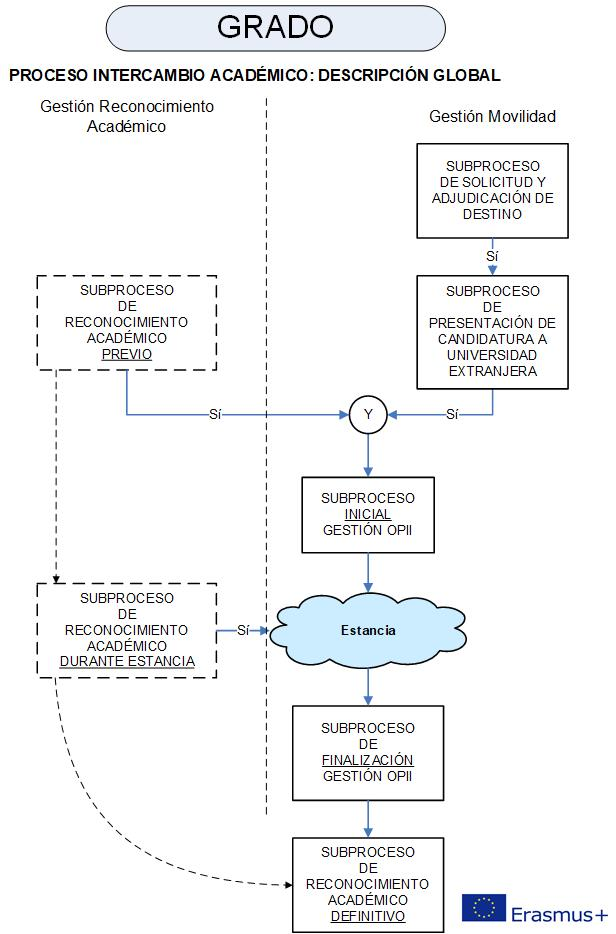 GRADO
PROCESO INTERCAMBIO ACADÉMICO: DESCRIPCIÓN GLOBAL
Gestión Reconocimiento
Académico
Gestión Movilidad
SUBPROCESO
DE SOLICITUD Y
ADJUDICACIÓN DE
DESTINO
Sí
SUBPROCESO
DE
RECONOCIMIENTO
ACADÉMICO
PREVIO
SUBPROCESO
DE
PRESENTACIÓN DE
CANDIDATURA A
UNIVERSIDAD
EXTRANJERA
Sí
Y
Sí
SUBPROCESO
INICIAL
GESTIÓN OPII
SUBPROCESO
DE
RECONOCIMIENTO
ACADÉMICO
DURANTE ESTANCIA
Sí
Estancia
SUBPROCESO
DE
FINALIZACIÓN
GESTIÓN OPII
SUBPROCESO
DE
RECONOCIMIENTO
ACADÉMICO
DEFINITIVO
Erasmus+